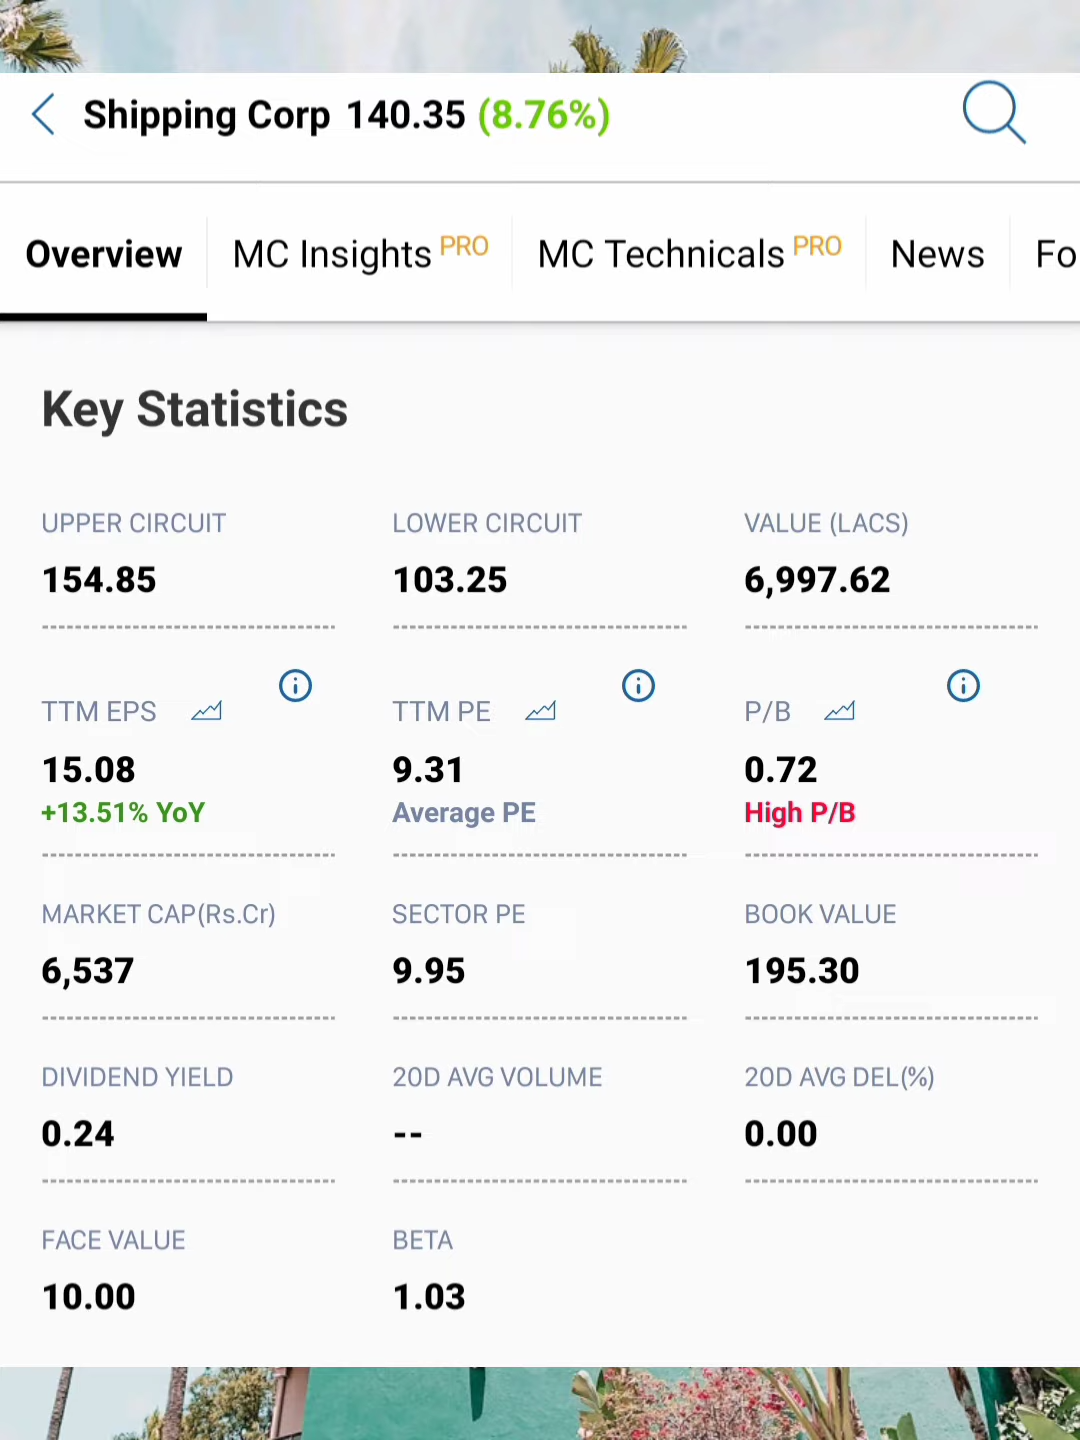 Shipping Corp 140.35 (8.76%)
Overview MC Insights PRO MC Technicals PRO News Fo
Key Statistics
UPPER CIRCUIT LOWER CIRCUIT VALUE (LACS)
154.85 103.25 6,997.62
TTM EPS TTM PE P/B
15.08 9.31 0.72
+13.51% YoY Average PE High P/B
MARKET CAP(Rs.Cr) SECTOR PE BOOK VALUE
6,537 9.95 195.30
DIVIDEND YIELD 20D AVG VOLUME 20D AVG DEL(%)
0.24 -- 0.00
FACE VALUE BETA
10.00 1.03